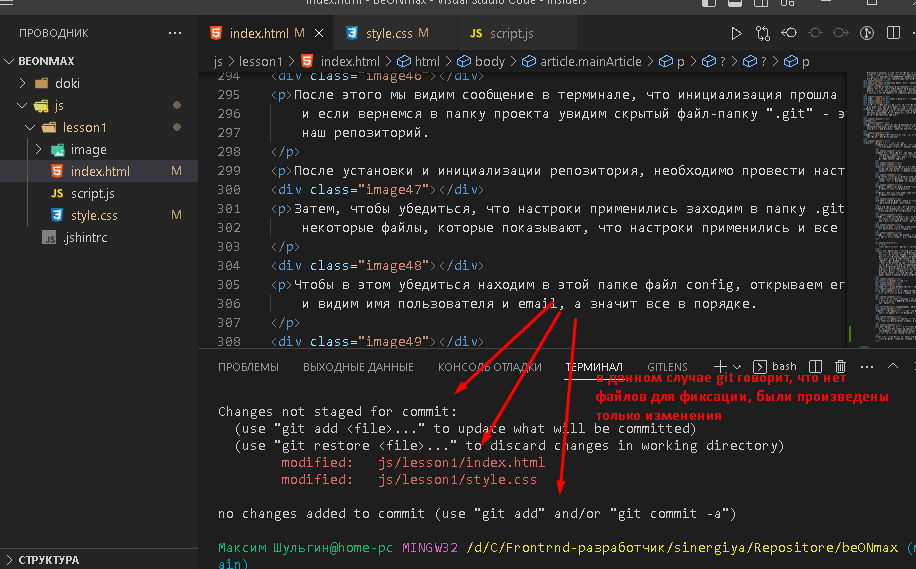 index.html - BeONmax - Visual Studio Code - Insiders
ПРОВОДНИК
index.html M
style.css M
script.js
BEONMAX
js > lesson1 > index.html > html > body > article.mainArticle > p > ? > ? > p
doki
js
lesson1
image
index.html M
script.js
style.css M
.jshintrc
294 <div class="image46"></div>
295 <p>После этого мы видим сообщение в терминале, что инициализация прошла
296 и если вернемся в папку проекта увидим скрытый файл-папку ".git" - э
297 наш репозиторий.
298 </p>
299 <p>После установки и инициализации репозитория, необходимо провести наст
300 <div class="image47"></div>
301 <p>Затем, чтобы убедиться, что настроки применились заходим в папку .git
302 некоторые файлы, которые показывают, что настроки применились и все
303 </p>
304 <div class="image48"></div>
305 <p>Чтобы в этом убедиться находим в этой папке файл config, открываем ег
306 и видим имя пользователя и email, а значит все в порядке.
307 </p>
308 <div class="image49"></div>
ПРОБЛЕМЫ ВЫХОДНЫЕ ДАННЫЕ КОНСОЛЬ ОТЛАДКИ ТЕРМИНАЛ GITLENS bash
в данном случае git говорит, что нет
файлов для фиксации, были произведены
только изменения
Changes not staged for commit:
(use "git add <file>..." to update what will be committed)
(use "git restore <file>..." to discard changes in working directory)
modified: js/lesson1/index.html
modified: js/lesson1/style.css
no changes added to commit (use "git add" and/or "git commit -a")
Максим Шульгин@home-pc MINGW32 /d/C/Frontrnd-разработчик/sinergiya/Repositore/beONmax (m
ain)
СТРУКТУРА